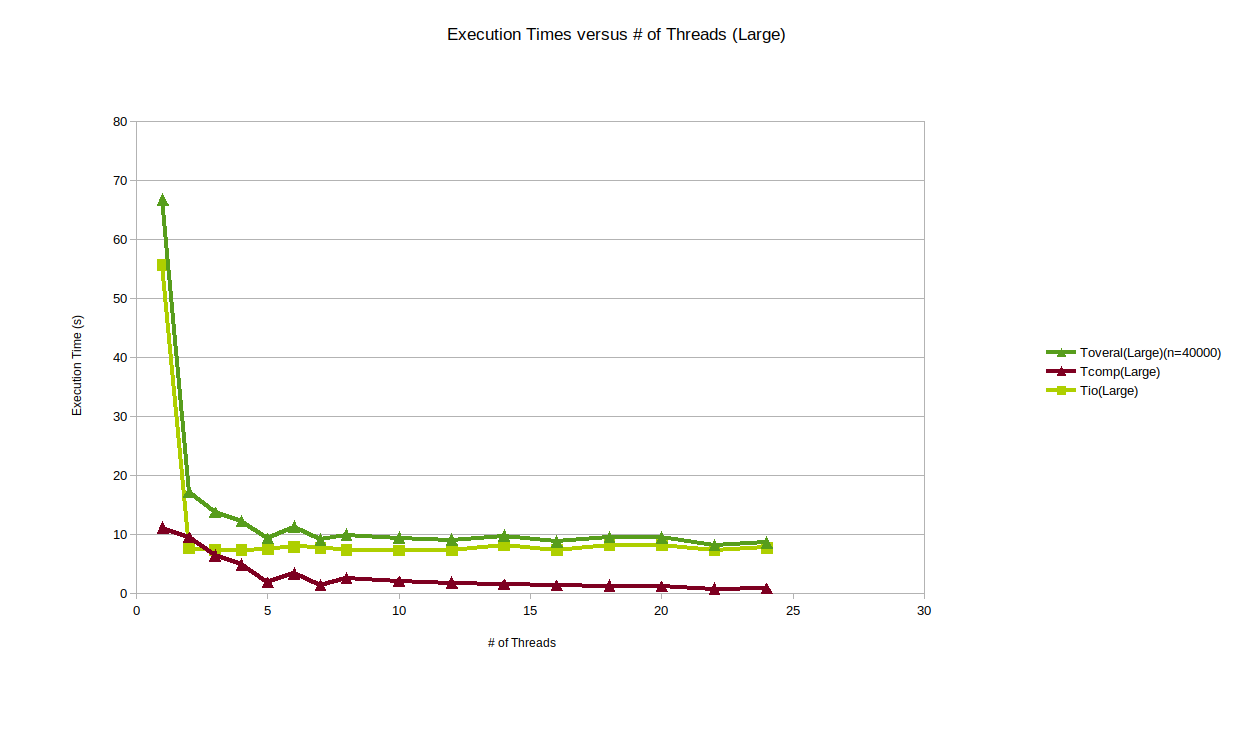 Execution Times versus # of Threads (Large)
80
70
60
50
40
30
20
10
0
Execution Time (s)
0 5 10 15 20 25 30
# of Threads
Toveral(Large)(n=40000)
Tcomp(Large)
Tio(Large)